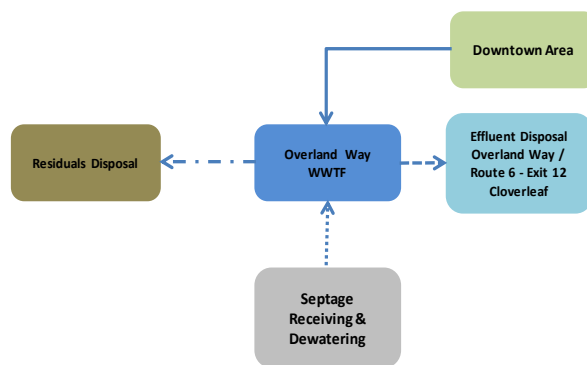 Downtown Area
Residuals Disposal
Overland Way
WWTF
Effluent Disposal
Overland Way /
Route 6 - Exit 12
Cloverleaf
Septage
Receiving &
Dewatering